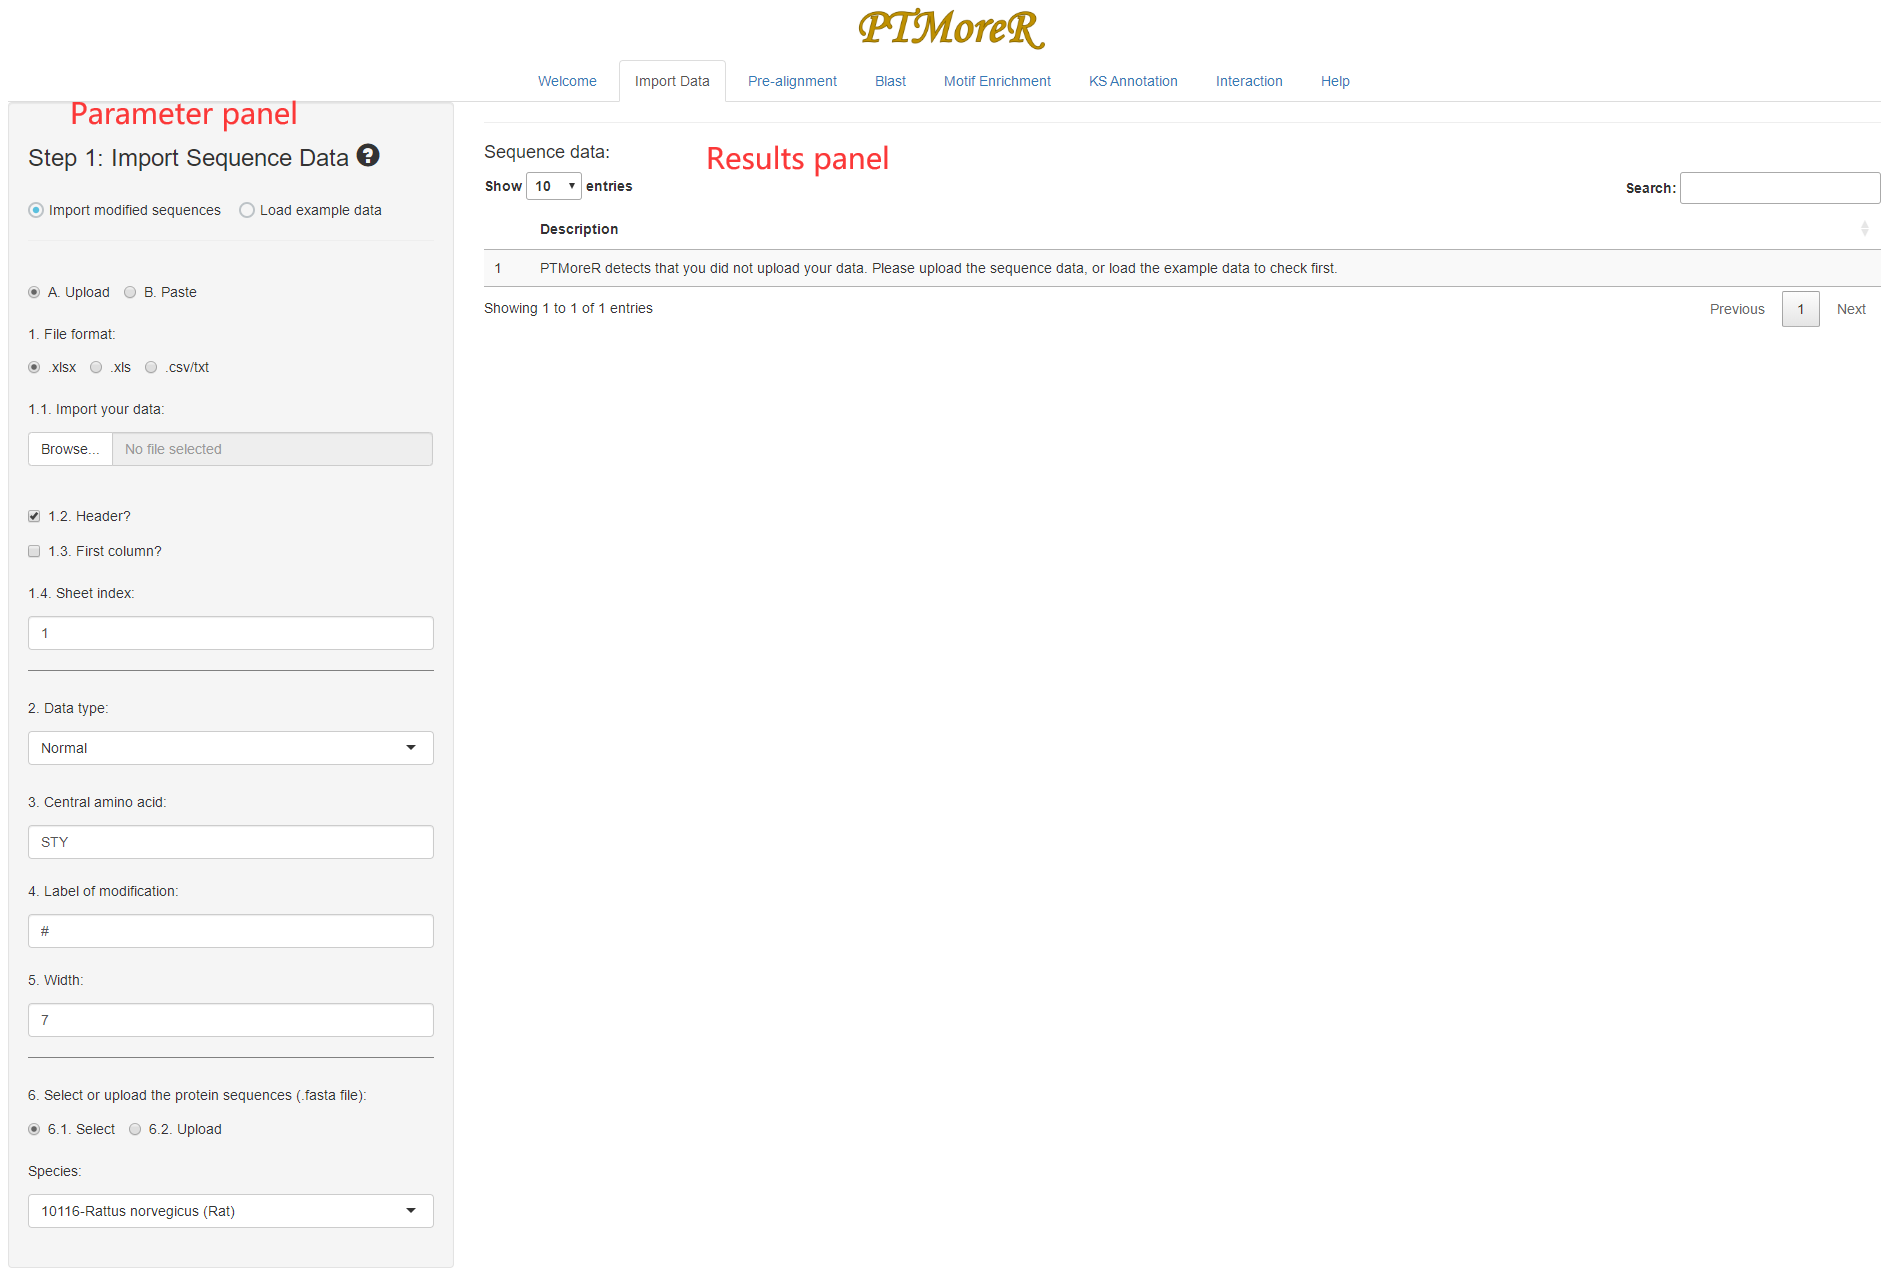 PTMoreR
Welcome Import Data Pre-alignment Blast Motif Enrichment KS Annotation Interaction Help
Parameter panel
Step 1: Import Sequence Data ?
Import modified sequences Load example data
A. Upload B. Paste
1. File format:
.xlsx .xls .csv/txt
1.1. Import your data:
Browse... No file selected
1.2. Header?
1.3. First column?
1.4. Sheet index:
1
2. Data type:
Normal
3. Central amino acid:
STY
4. Label of modification:
#
5. Width:
7
6. Select or upload the protein sequences (.fasta file):
6.1. Select 6.2. Upload
Species:
10116-Rattus norvegicus (Rat)
Results panel
Sequence data:
Show 10 entries
Search:
Description
1 PTMoreR detects that you did not upload your data. Please upload the sequence data, or load the example data to check first.
Showing 1 to 1 of 1 entries
Previous 1 Next